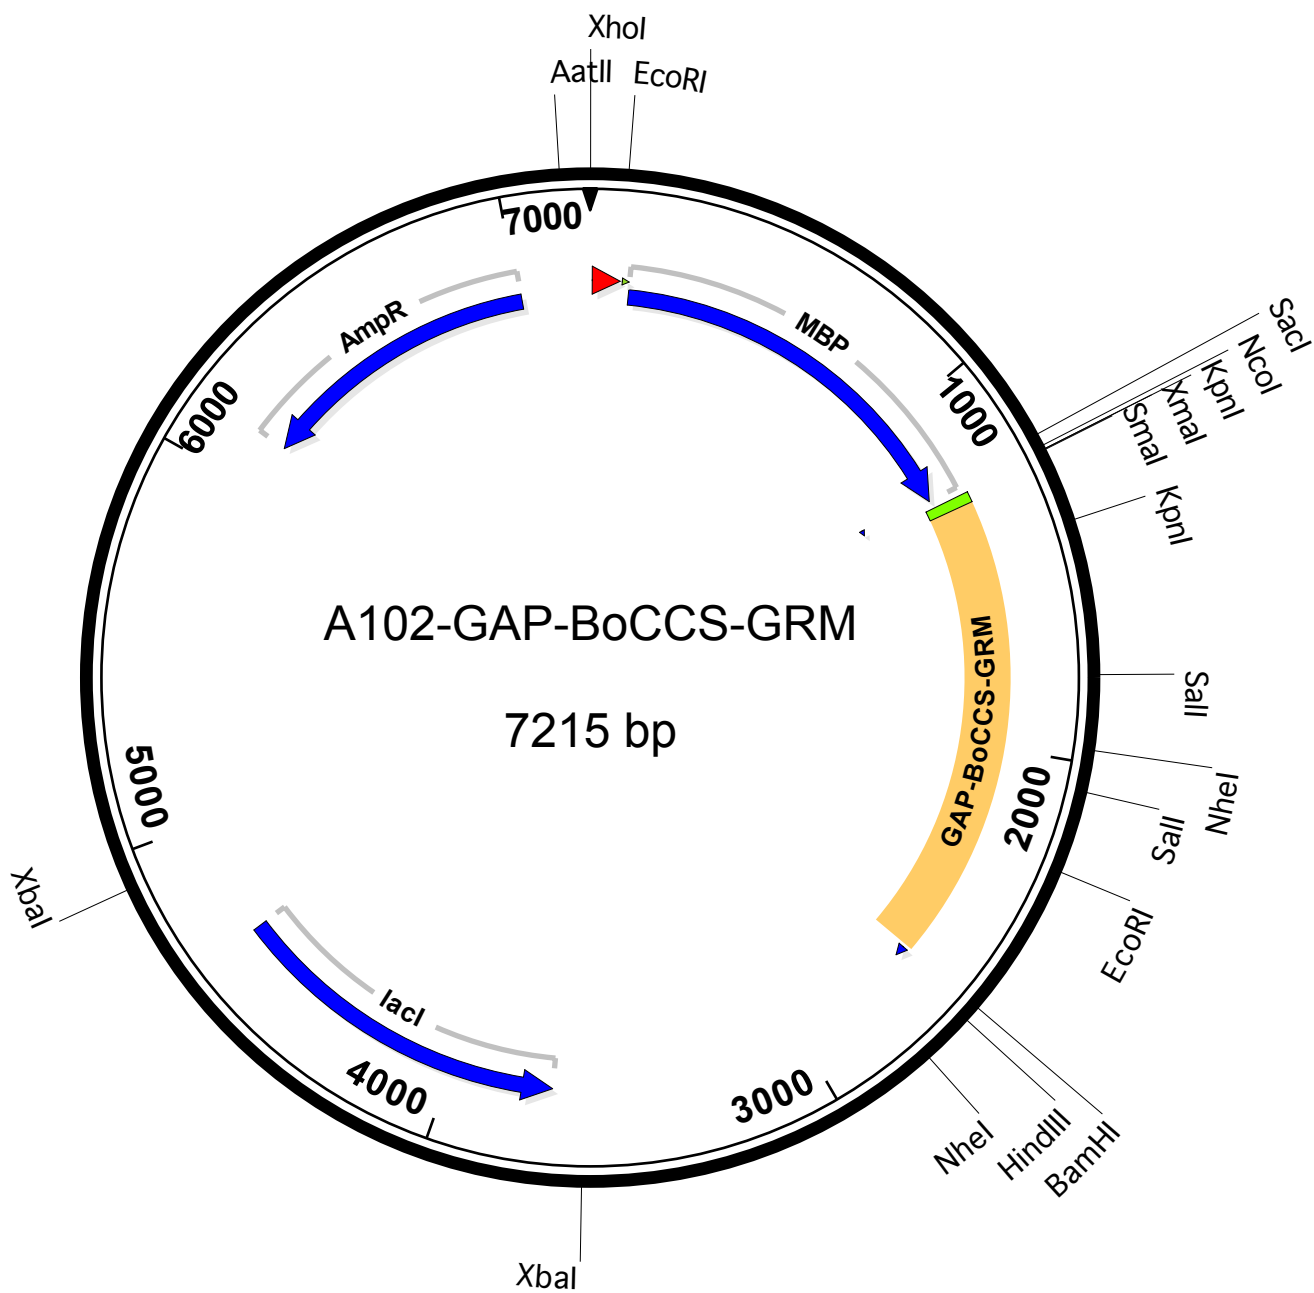 XhoI
AatII
EcoRI
7000
AmpR
MBP
6000
1000
SacI
NcoI
KpnI
XmaI
SmaI
KpnI
A102-GAP-BoCCS-GRM
7215 bp
GAP-BoCCS-GRM
SalI
NheI
2000
SalI
5000
XbaI
EcoRI
lacI
4000
3000
NheI
HindIII
BamHI
XbaI